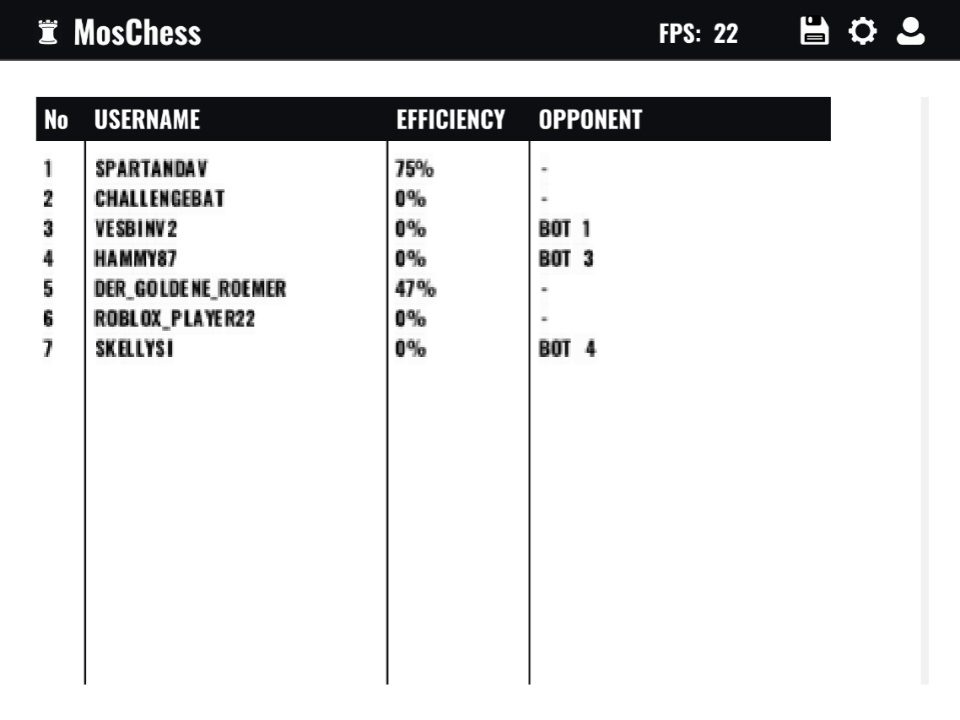 MosChess FPS: 22
No USERNAME EFFICIENCY OPPONENT
1 SPARTANDAV 75% -
2 CHALLENGEBAT 0% -
3 VESBINV2 0% BOT 1
4 HAMMY87 0% BOT 3
5 DER_GOLDENE_ROEMER 47% -
6 ROBLOX_PLAYER22 0% -
7 SKELLYSI 0% BOT 4